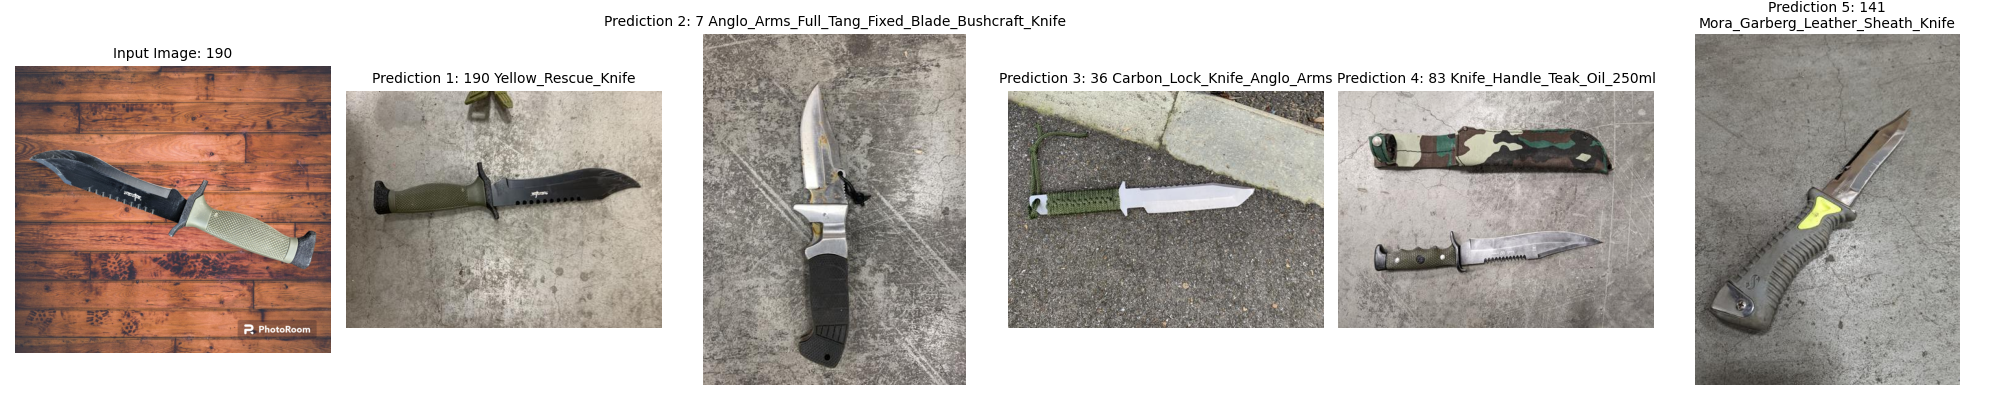 Input Image: 190
Prediction 1: 190 Yellow_Rescue_Knife
Prediction 2: 7 Anglo_Arms_Full_Tang_Fixed_Blade_Bushcraft_Knife
Prediction 3: 36 Carbon_Lock_Knife_Anglo_Arms
Prediction 4: 83 Knife_Handle_Teak_Oil_250ml
Prediction 5: 141
Mora_Garberg_Leather_Sheath_Knife
PhotoRoom